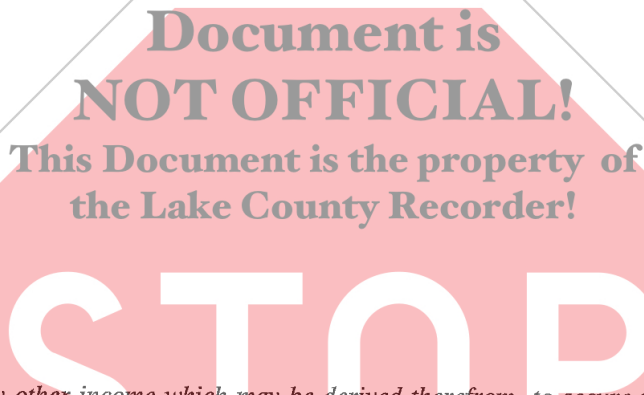 Document is
NOT OFFICIAL!
This Document is the property of
the Lake County Recorder!
STOP
other income which may be derived therefrom, to secure